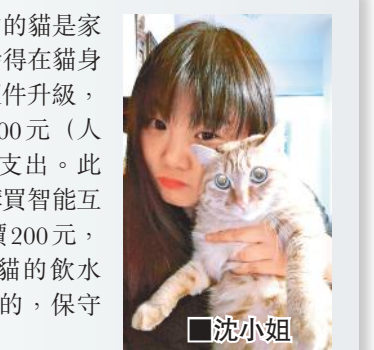 的貓是家
得在貓身
件升級，
00元（人
支出。此
買智能互
價200元，
貓的飲水
的，保守
■沈小姐